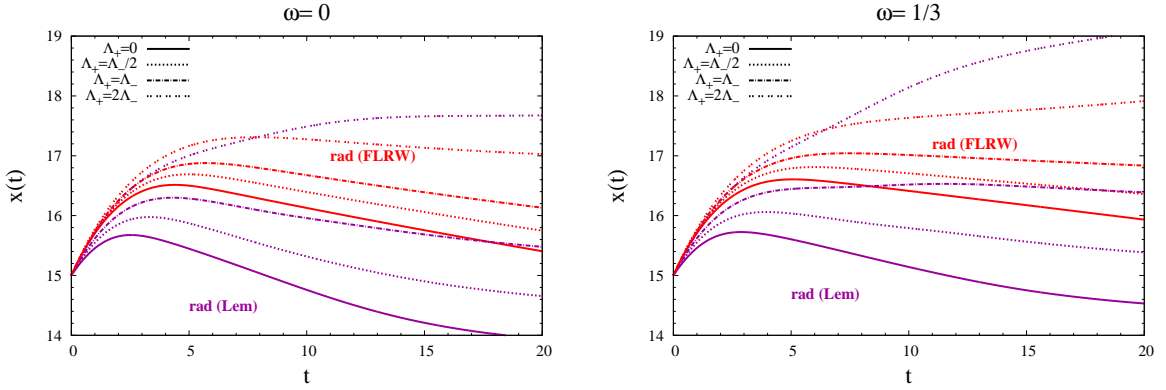 ω= 0
x(t)
19
18
17
16
15
14
0 5 10 15 20
t
Λ₊=0
Λ₊=Λ₋/2
Λ₊=Λ₋
Λ₊=2Λ₋
rad (FLRW)
rad (Lem)
ω= 1/3
x(t)
19
18
17
16
15
14
0 5 10 15 20
t
Λ₊=0
Λ₊=Λ₋/2
Λ₊=Λ₋
Λ₊=2Λ₋
rad (FLRW)
rad (Lem)